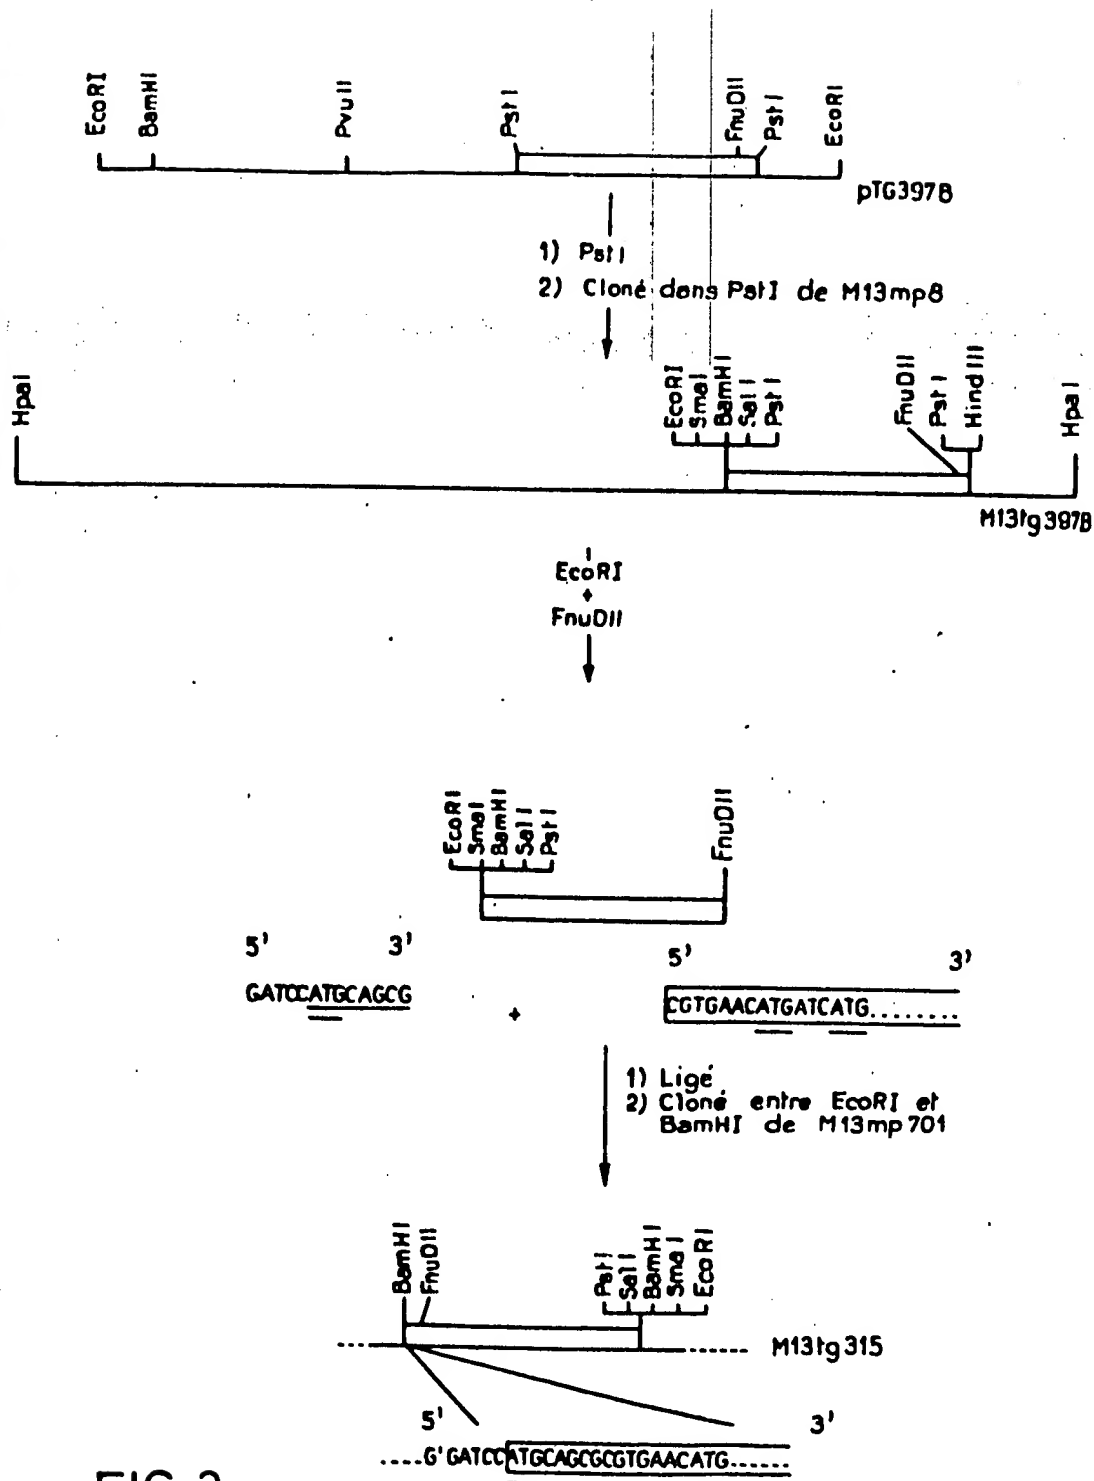 EcoRI BamHI PvuII PstI FnuDII PstI EcoRI
pTG397B
1) PstI
2) Cloné dans PstI de M13mp8
HpaI EcoRI SmaI BamHI SalI PstI FnuDII PstI HindIII HpaI
M13tg397B
EcoRI
+
FnuDII
EcoRI SmaI BamHI SalI PstI FnuDII
5' 3' 5' 3'
GATCCATGCAGCG + CGTGAACATGATCATG........
1) Ligé
2) Cloné entre EcoRI et
BamHI de M13mp701
BamHI FnuDII PstI SalI BamHI SmaI EcoRI
M13tg315
5' 3'
....G'GATCCATGCAGCGCGTGAACATG......